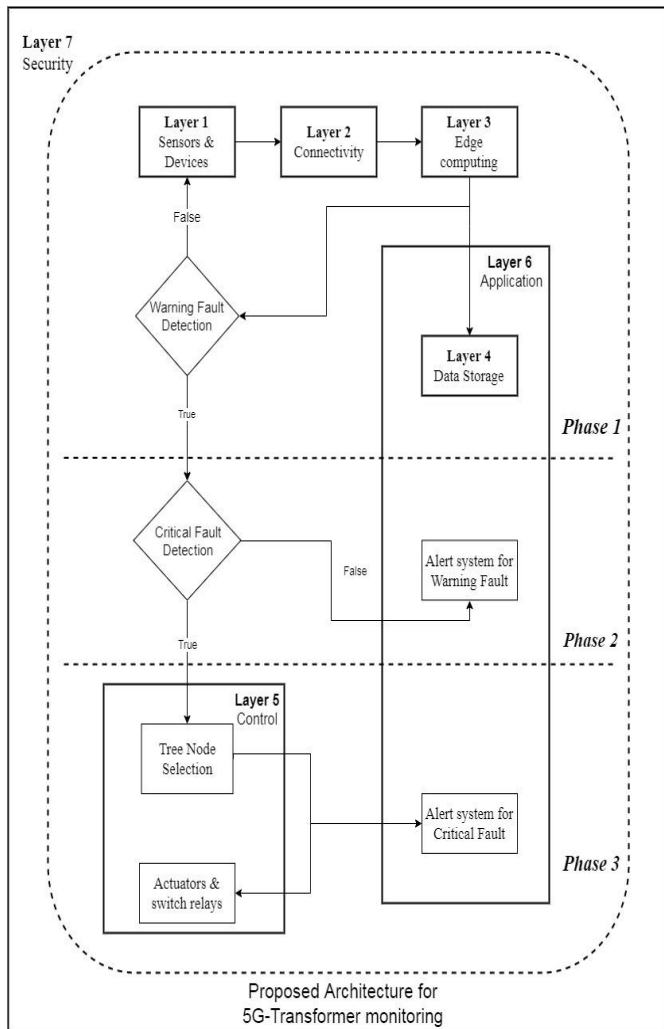 Layer 7
Security
Layer 1
Sensors &
Devices
Layer 2
Connectivity
Layer 3
Edge
computing
False
Layer 6
Application
Warning Fault
Detection
Layer 4
Data Storage
True
Phase 1
Critical Fault
Detection
False
Alert system for
Warning Fault
True
Phase 2
Layer 5
Control
Tree Node
Selection
Alert system for
Critical Fault
Actuators &
switch relays
Phase 3
Proposed Architecture for
5G-Transformer monitoring